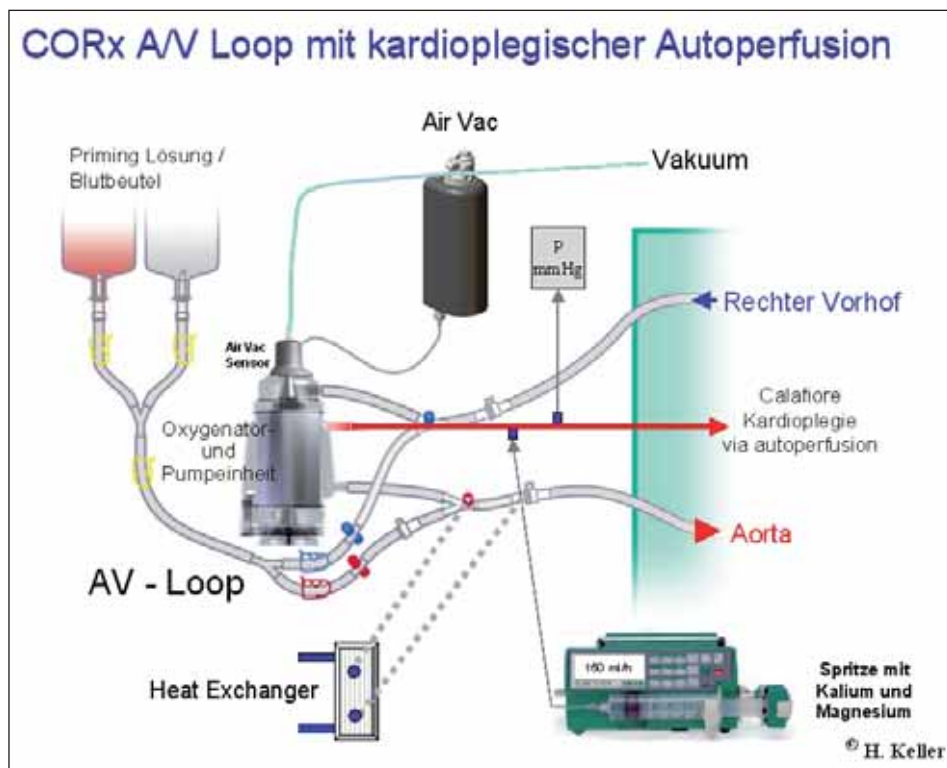 CORx A/V Loop mit kardioplegischer Autoperfusion
Air Vac
Priming Lösung /
Blutbeutel
Vakuum
P
mmHg
Rechter Vorhof
Air Vac
Sensor
Calafiore
Kardioplegie
via autoperfusion
Oxygenator-
und
Pumpeinheit
Aorta
AV - Loop
160 ml/h
Heat Exchanger
Spritze mit
Kalium und
Magnesium
© H. Keller